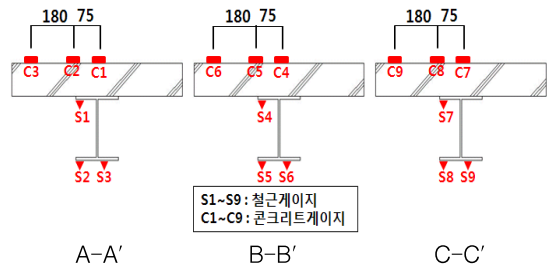 180 75 180 75 180 75
C3 C2 C1 C6 C5 C4 C9 C8 C7
S1 S4 S7
S2 S3 S5 S6 S8 S9
S1~S9 : 철근게이지
C1~C9 : 콘크리트게이지
A-A′ B-B′ C-C′